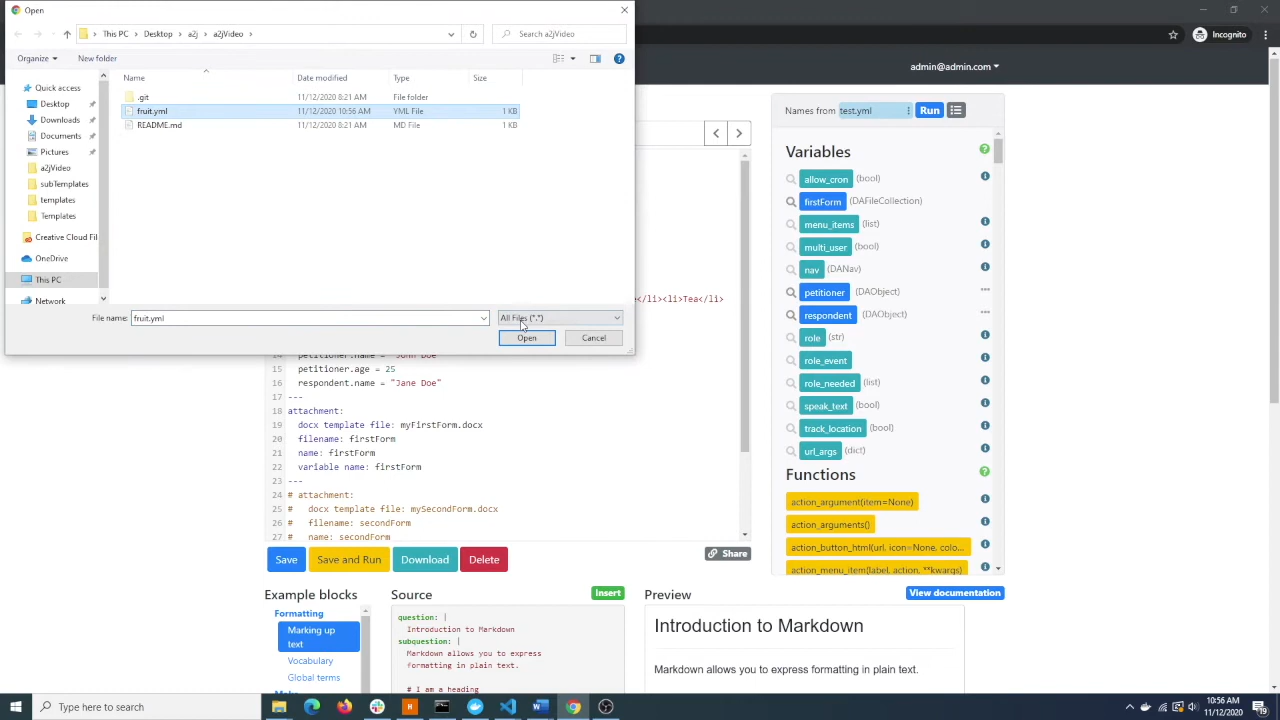 Open
This PC
Desktop
a2j
a2jVideo
Search a2jVideo
Incognito
Organize
New folder
admin@admin.com
Name
Date modified
Type
Size
Quick access
Desktop
Downloads
Documents
Pictures
a2jVideo
subTemplates
templates
Templates
Creative Cloud Fil
OneDrive
This PC
Network
.git
11/12/2020 8:21 AM
File folder
fruit.yml
11/12/2020 10:56 AM
YML File
1 KB
README.md
11/12/2020 8:21 AM
MD File
1 KB
File name:
fruit.yml
All Files (*.*)
Open
Cancel
Names from
test.yml
Run
Variables
allow_cron (bool)
firstForm (DAFileCollection)
menu_items (list)
multi_user (bool)
nav (DANav)
petitioner (DAObject)
respondent (DAObject)
role (str)
role_event
role_needed (list)
speak_text (bool)
track_location (bool)
url_args (dict)
Functions
action_argument(item=None)
action_arguments()
action_button_html(url, icon=None, colo...
action_menu_item(label, action, **kwargs)
</li><li>Tea</li>
petitioner.name = "John Doe"
15 petitioner.age = 25
16 respondent.name = "Jane Doe"
17 ---
18 attachment:
19 docx template file: myFirstForm.docx
20 filename: firstForm
21 name: firstForm
22 variable name: firstForm
23 ---
24 # attachment:
25 # docx template file: mySecondForm.docx
26 # filename: secondForm
27 # name: secondForm
Save
Save and Run
Download
Delete
Share
Example blocks
Formatting
Marking up
text
Vocabulary
Global terms
Source
Insert
question: |
Introduction to Markdown
subquestion: |
Markdown allows you to express
formatting in plain text.
# I am a heading
Preview
View documentation
Introduction to Markdown
Markdown allows you to express formatting in plain text.
Type here to search
10:56 AM
11/12/2020